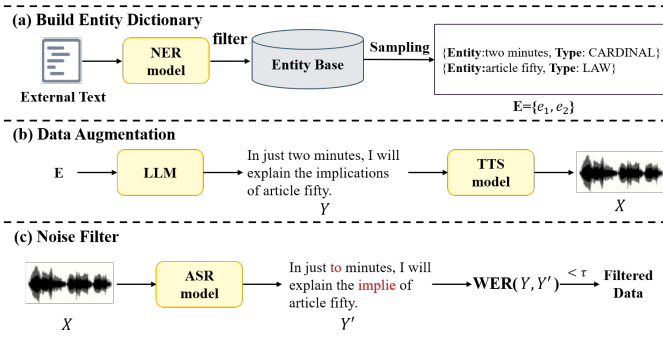 (a) Build Entity Dictionary
External Text
NER
model
filter
Entity Base
Sampling
{Entity:two minutes, Type: CARDINAL}
{Entity:article fifty, Type: LAW}
E={e₁, e₂}
(b) Data Augmentation
E
LLM
In just two minutes, I will
explain the implications
of article fifty.
Y
TTS
model
X
(c) Noise Filter
X
ASR
model
In just to minutes, I will
explain the implie of
article fifty.
Y′
WER(Y,Y′)
< τ
Filtered
Data